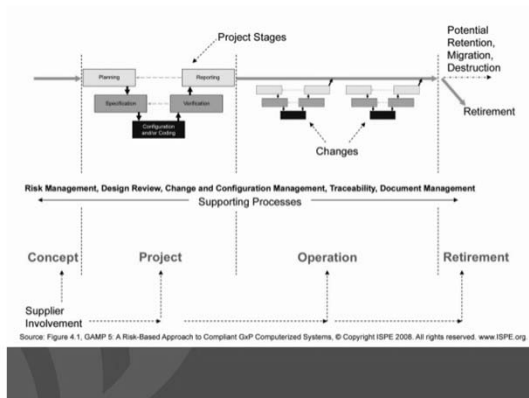 Project Stages
Potential
Retention,
Migration,
Destruction
Planning
Reporting
Specification
Verification
Configuration
and/or Coding
Retirement
Changes
Risk Management, Design Review, Change and Configuration Management, Traceability, Document Management
Supporting Processes
Concept
Project
Operation
Retirement
Supplier
Involvement
Source: Figure 4.1, GAMP 5: A Risk-Based Approach to Compliant GxP Computerized Systems, © Copyright ISPE 2008. All rights reserved. www.ISPE.org.